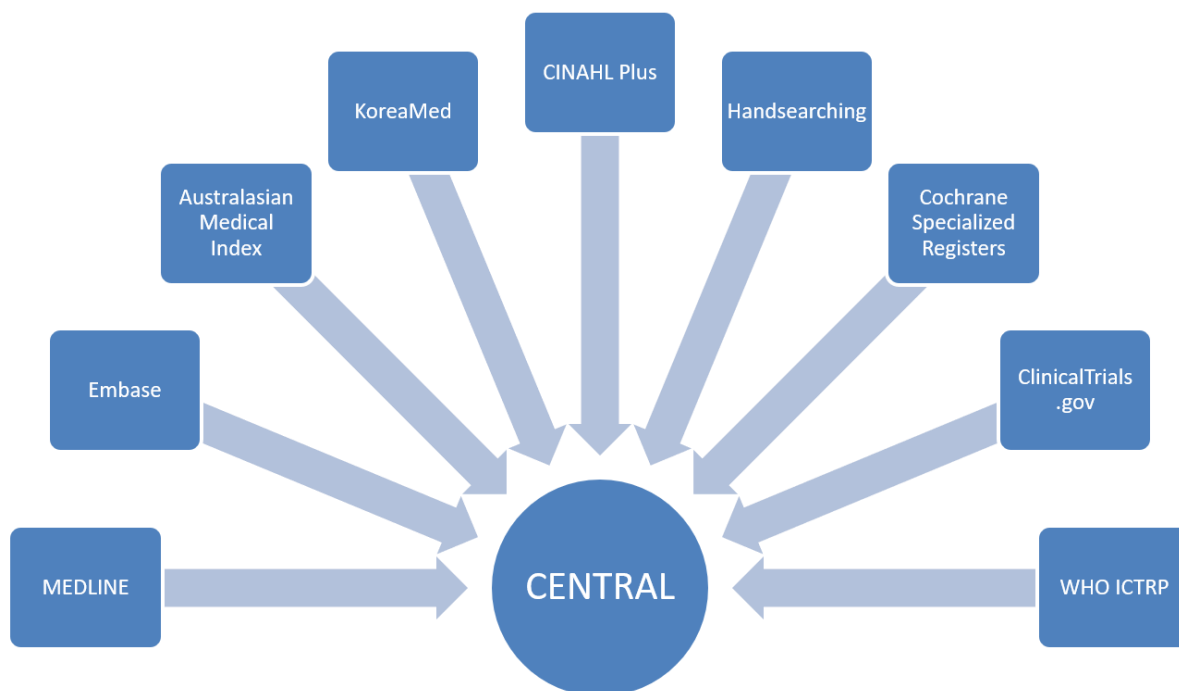 CINAHL Plus
KoreaMed
Handsearching
Australasian
Medical
Index
Cochrane
Specialized
Registers
Embase
ClinicalTrials
.gov
MEDLINE
CENTRAL
WHO ICTRP